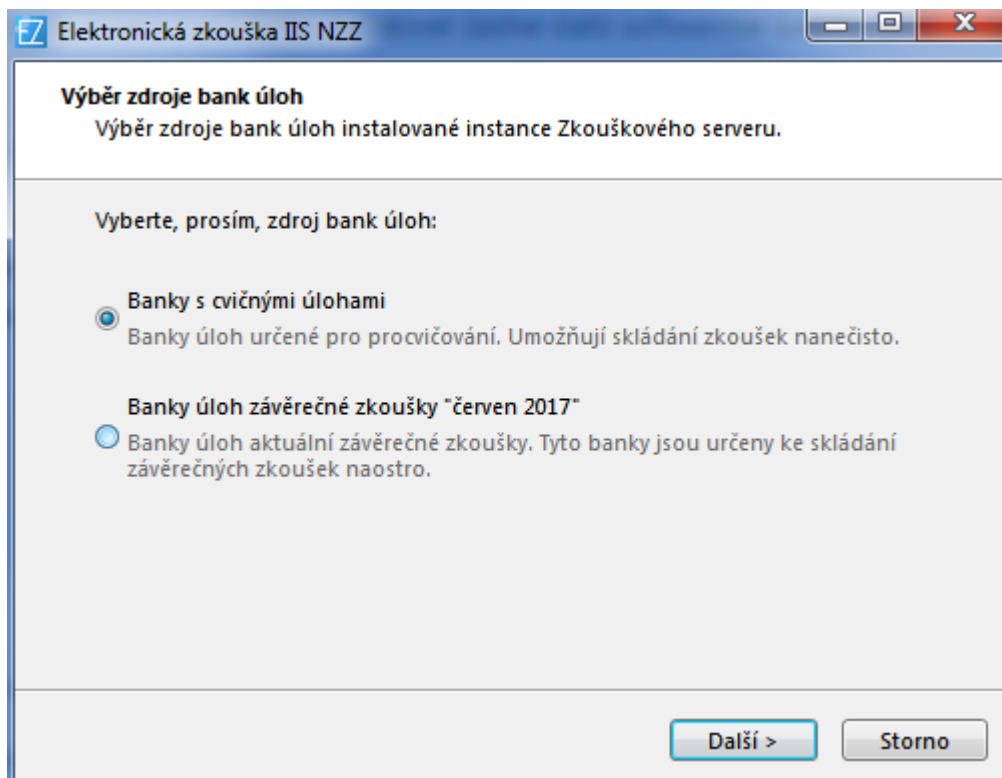 EZ Elektronická zkouška IIS NZZ
Výběr zdroje bank úloh
Výběr zdroje bank úloh instalované instance Zkouškového serveru.
Vyberte, prosím, zdroj bank úloh:
Banky s cvičnými úlohami
Banky úloh určené pro procvičování. Umožňují skládání zkoušek nanečisto.
Banky úloh závěrečné zkoušky "červen 2017"
Banky úloh aktuální závěrečné zkoušky. Tyto banky jsou určeny ke skládání
závěrečných zkoušek naostro.
Další >
Storno